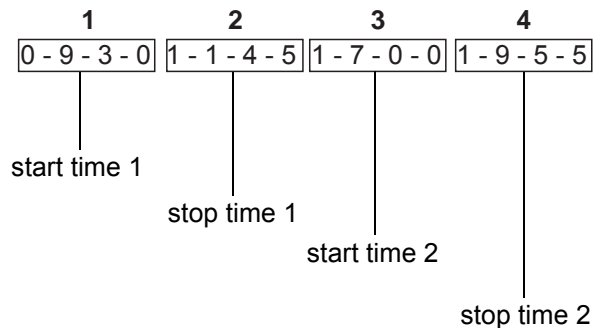 1 2 3 4
0 - 9 - 3 - 0 1 - 1 - 4 - 5 1 - 7 - 0 - 0 1 - 9 - 5 - 5
start time 1
stop time 1
start time 2
stop time 2